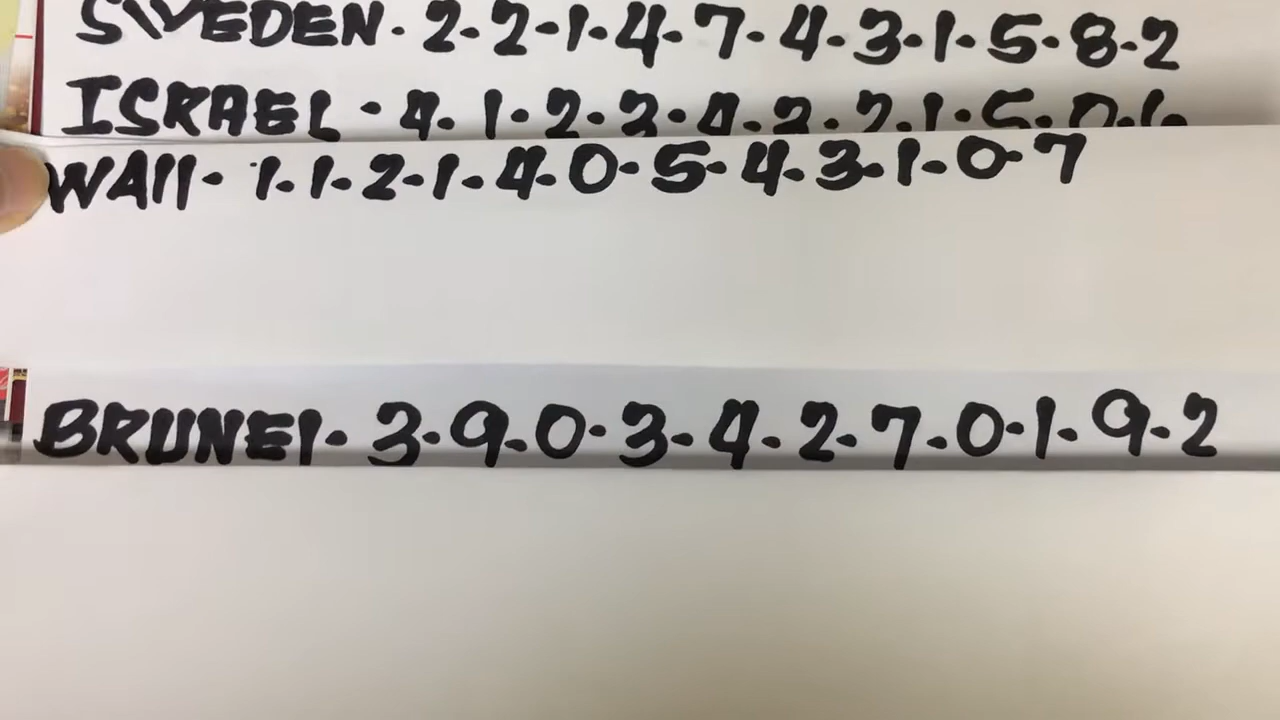 SWEDEN. 2-2-1-4-7-4-3-1-5-8-2
ISRAEL - 4. 1-2-2-4-2-2-1-5-0-6
WAII- 1-1-2-1-4-0-5-4-3-1-0-7
BRUNEI- 3-9-0-3-4-2-7-0-1-9-2